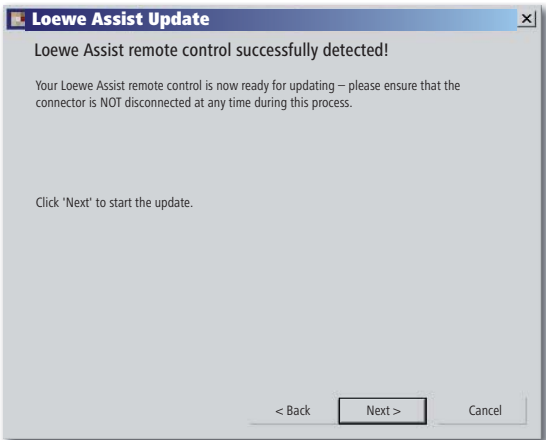 Loewe Assist Update
Loewe Assist remote control successfully detected!
Your Loewe Assist remote control is now ready for updating – please ensure that the
connector is NOT disconnected at any time during this process.
Click 'Next' to start the update.
< Back Next > Cancel